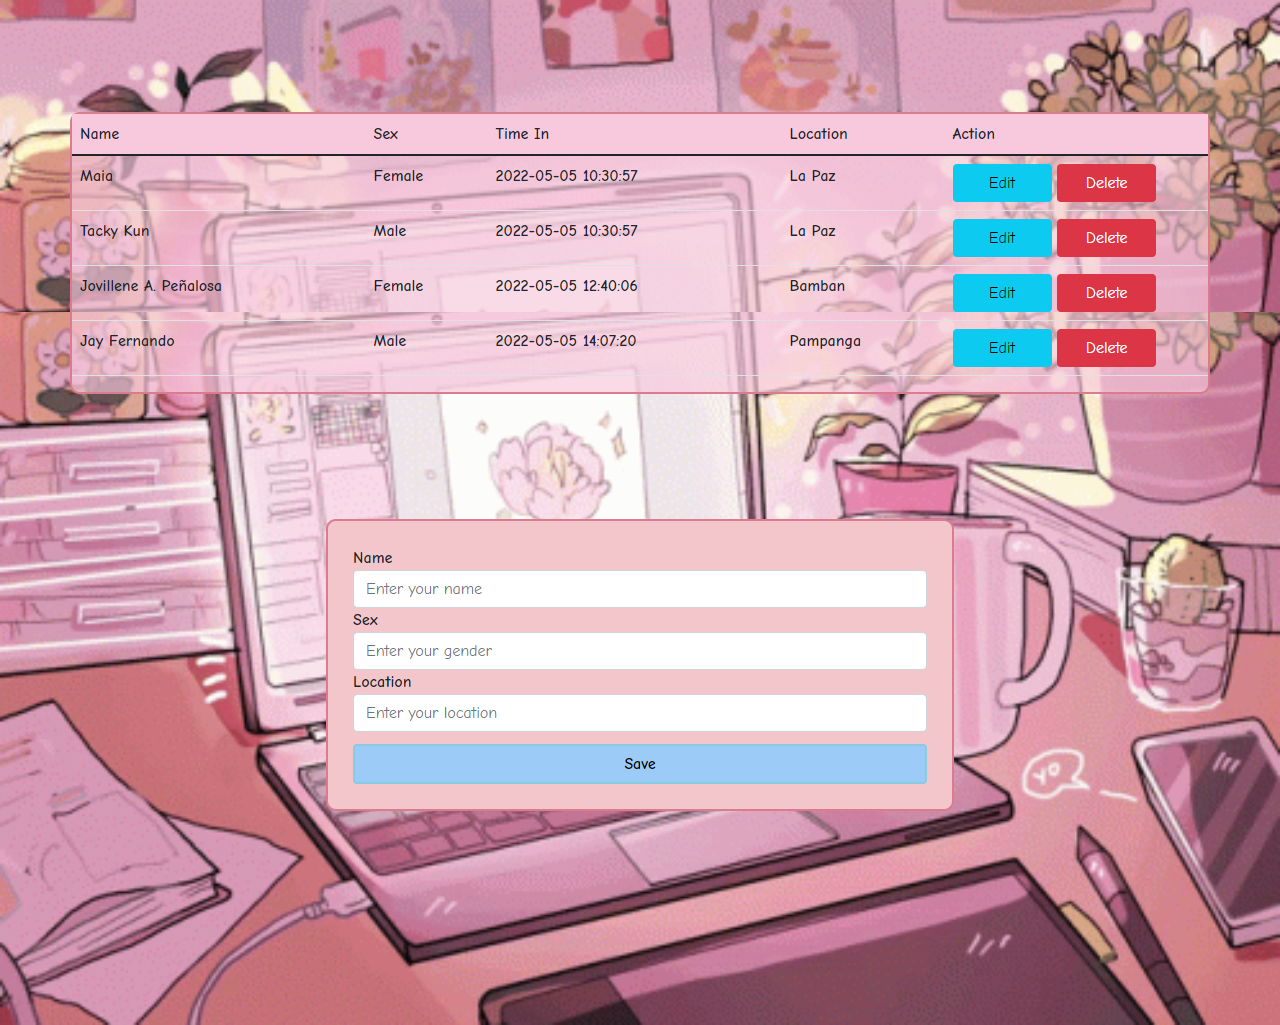 Name Sex Time In Location Action
Maia Female 2022-05-05 10:30:57 La Paz Edit Delete
Tacky Kun Male 2022-05-05 10:30:57 La Paz Edit Delete
Jovillene A. Peñalosa Female 2022-05-05 12:40:06 Bamban Edit Delete
Jay Fernando Male 2022-05-05 14:07:20 Pampanga Edit Delete
Name
Enter your name
Sex
Enter your gender
Location
Enter your location
Save
YO